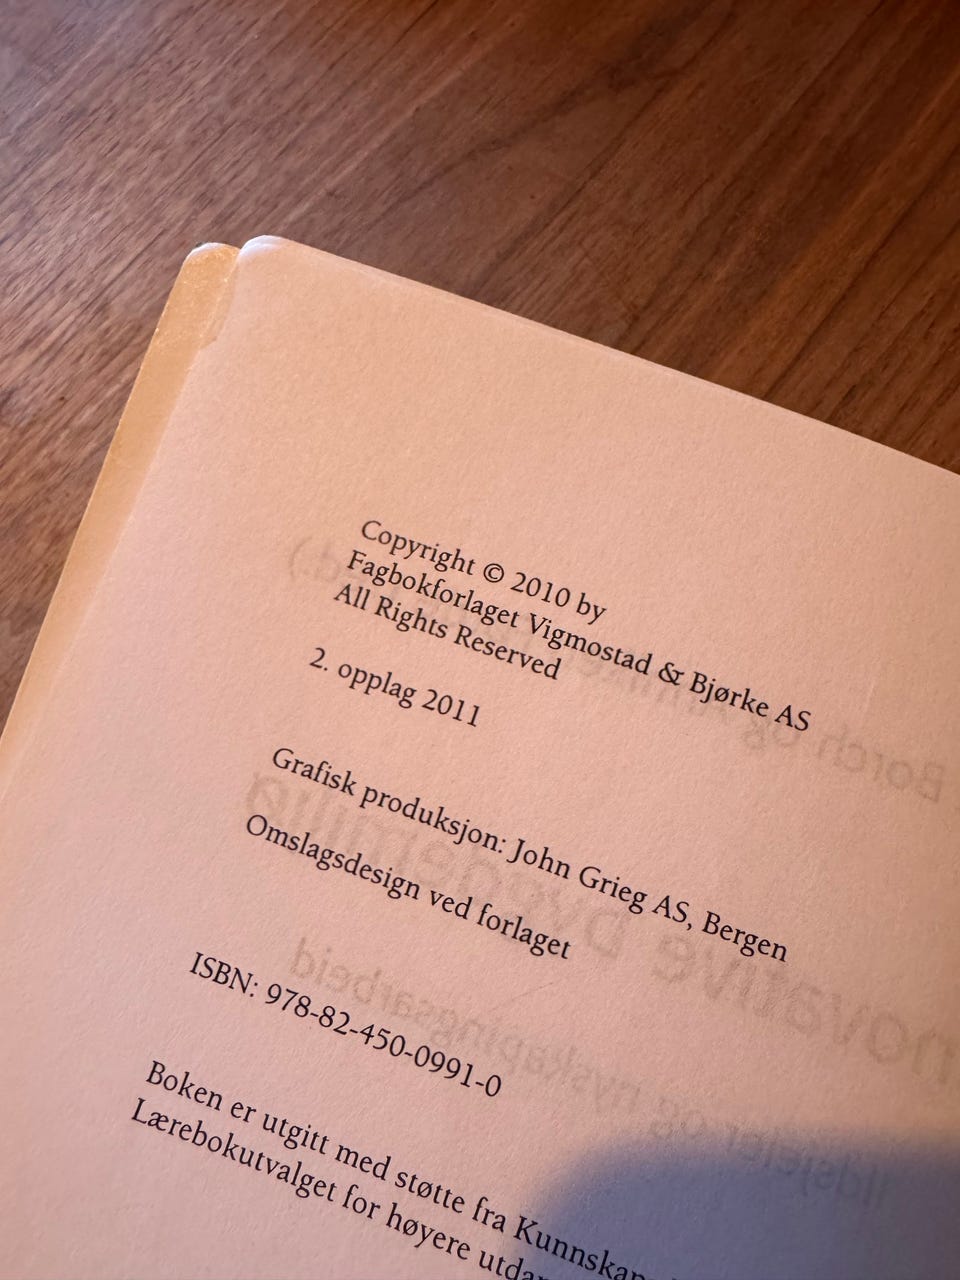 Copyright © 2010 by
Fagbokforlaget Vigmostad & Bjørke AS
All Rights Reserved
2. opplag 2011
Grafisk produksjon: John Grieg AS, Bergen
Omslagsdesign ved forlaget
ISBN: 978-82-450-0991-0
Boken er utgitt med støtte fra
Lærebokutvalget for høyere